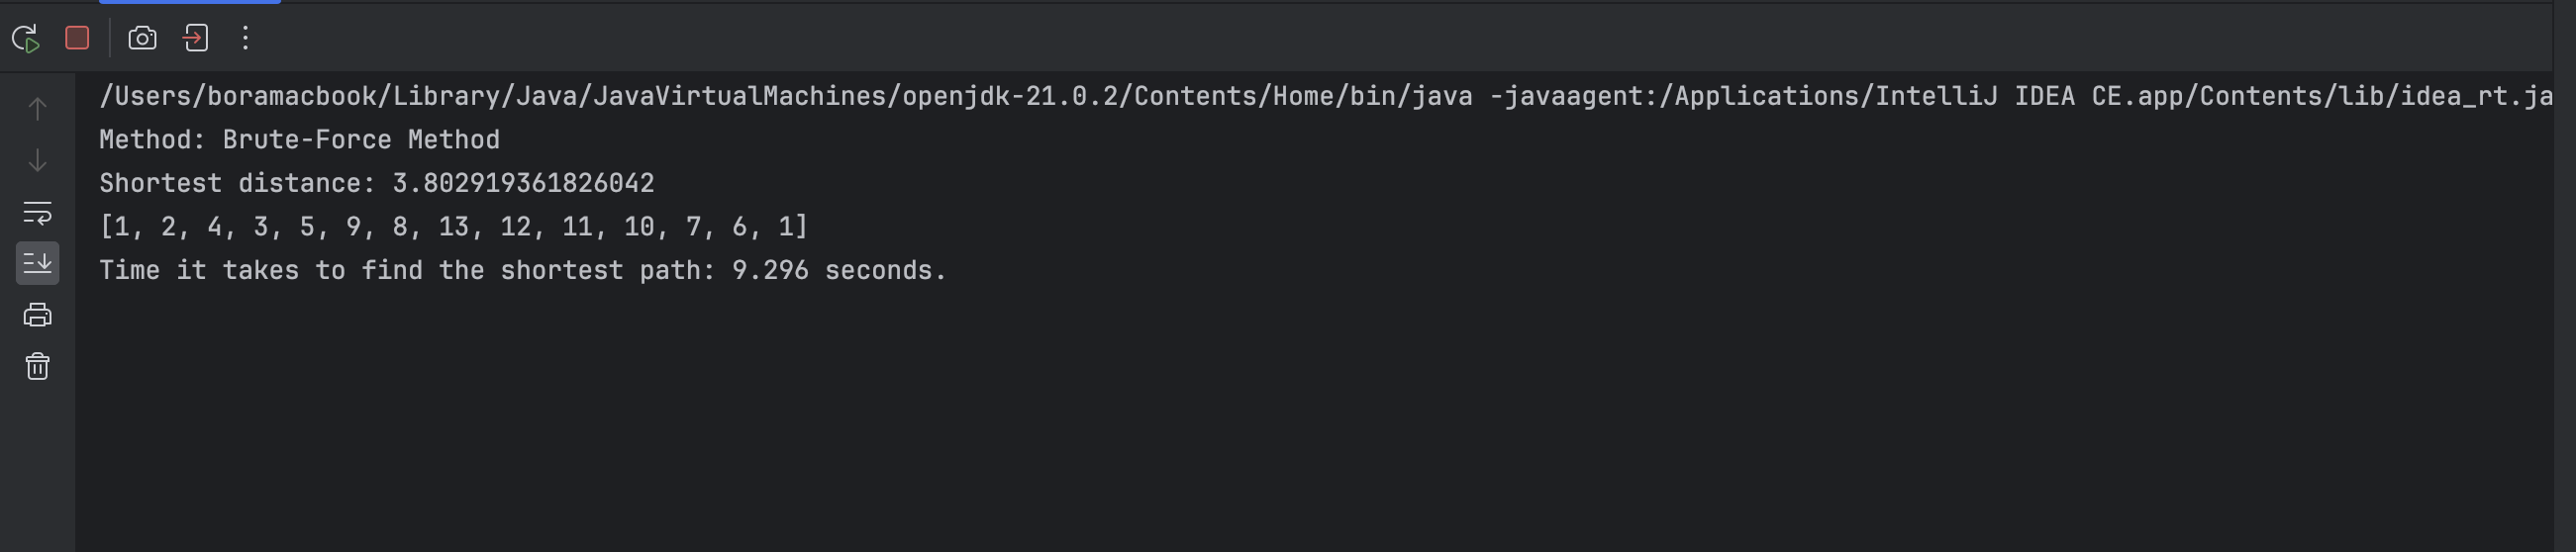 /Users/boramacbook/Library/Java/JavaVirtualMachines/openjdk-21.0.2/Contents/Home/bin/java -javaagent:/Applications/IntelliJ IDEA CE.app/Contents/lib/idea_rt.ja
Method: Brute-Force Method
Shortest distance: 3.802919361826042
[1, 2, 4, 3, 5, 9, 8, 13, 12, 11, 10, 7, 6, 1]
Time it takes to find the shortest path: 9.296 seconds.